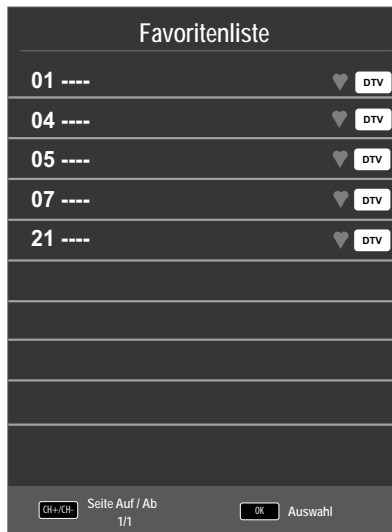 Favoritenliste
01 ---- DTV
04 ---- DTV
05 ---- DTV
07 ---- DTV
21 ---- DTV
CH+/CH- Seite Auf / Ab OK Auswahl
1/1